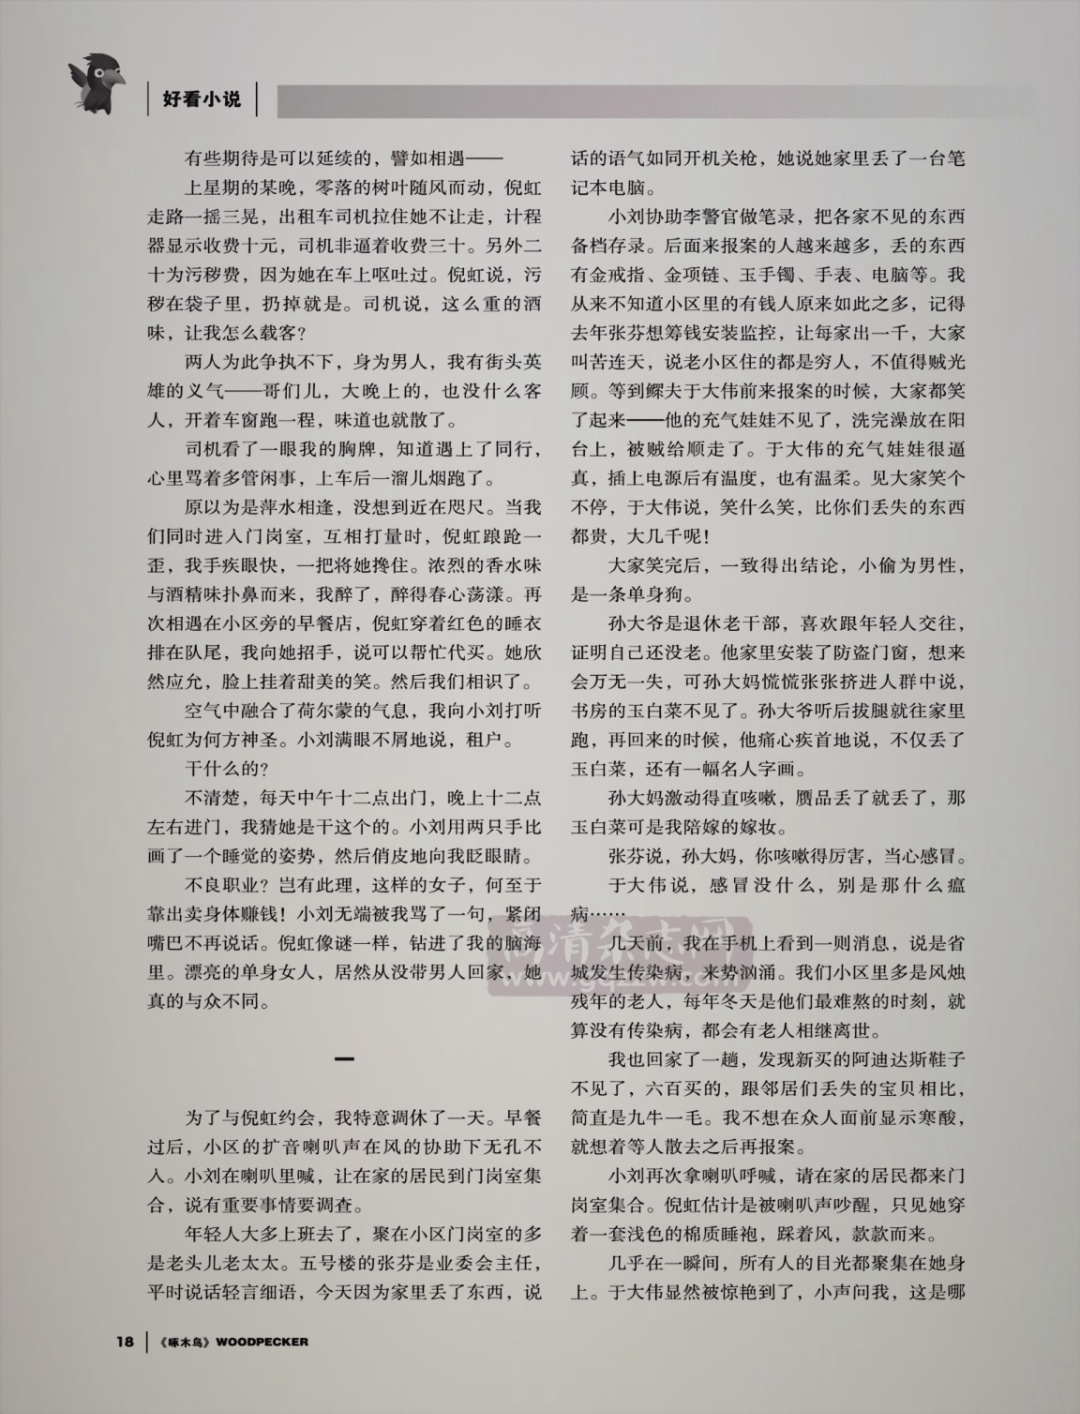 好看小说
有些期待是可以延续的，譬如相遇——
上星期的某晚，零落的树叶随风而动，倪虹
走路一摇三晃，出租车司机拉住她不让走，计程
器显示收费十元，司机非逼着收费三十。另外二
十为污秽费，因为她在车上呕吐过。倪虹说，污
秽在袋子里，扔掉就是。司机说，这么重的酒
味，让我怎么载客？
两人为此争执不下，身为男人，我有街头英
雄的义气——哥们儿，大晚上的，也没什么客
人，开着车窗跑一程，味道也就散了。
司机看了一眼我的胸牌，知道遇上了同行，
心里骂着多管闲事，上车后一溜儿烟跑了。
原以为是萍水相逢，没想到近在咫尺。当我
们同时进入门岗室，互相打量时，倪虹踉跄一
歪，我手疾眼快，一把将她搀住。浓烈的香水味
与酒精味扑鼻而来，我醉了，醉得春心荡漾。再
次相遇在小区旁的早餐店，倪虹穿着红色的睡衣
排在队尾，我向她招手，说可以帮忙代买。她欣
然应允，脸上挂着甜美的笑。然后我们相识了。
空气中融合了荷尔蒙的气息，我向小刘打听
倪虹为何方神圣。小刘满眼不屑地说，租户。
干什么的？
不清楚，每天中午十二点出门，晚上十二点
左右进门，我猜她是干这个的。小刘用两只手比
画了一个睡觉的姿势，然后俏皮地向我眨眼睛。
不良职业？岂有此理，这样的女子，何至于
靠出卖身体赚钱！小刘无端被我骂了一句，紧闭
嘴巴不再说话。倪虹像谜一样，钻进了我的脑海
里。漂亮的单身女人，居然从没带男人回家，她
真的与众不同。
一
为了与倪虹约会，我特意调休了一天。早餐
过后，小区的扩音喇叭声在风的协助下无孔不
入。小刘在喇叭里喊，让在家的居民到门岗室集
合，说有重要事情要调查。
年轻人大多上班去了，聚在小区门岗室的多
是老头儿老太太。五号楼的张芬是业委会主任，
平时说话轻言细语，今天因为家里丢了东西，说
话的语气如同开机关枪，她说她家里丢了一台笔
记本电脑。
小刘协助李警官做笔录，把各家不见的东西
备档存录。后面来报案的人越来越多，丢的东西
有金戒指、金项链、玉手镯、手表、电脑等。我
从来不知道小区里的有钱人原来如此之多，记得
去年张芬想筹钱安装监控，让每家出一千，大家
叫苦连天，说老小区住的都是穷人，不值得贼光
顾。等到鳏夫于大伟前来报案的时候，大家都笑
了起来——他的充气娃娃不见了，洗完澡放在阳
台上，被贼给顺走了。于大伟的充气娃娃很逼
真，插上电源后有温度，也有温柔。见大家笑个
不停，于大伟说，笑什么笑，比你们丢失的东西
都贵，大几千呢！
大家笑完后，一致得出结论，小偷为男性，
是一条单身狗。
孙大爷是退休老干部，喜欢跟年轻人交往，
证明自己还没老。他家里安装了防盗门窗，想来
会万无一失，可孙大妈慌慌张张挤进人群中说，
书房的玉白菜不见了。孙大爷听后拔腿就往家里
跑，再回来的时候，他痛心疾首地说，不仅丢了
玉白菜，还有一幅名人字画。
孙大妈激动得直咳嗽，赝品丢了就丢了，那
玉白菜可是我陪嫁的嫁妆。
张芬说，孙大妈，你咳嗽得厉害，当心感冒。
于大伟说，感冒没什么，别是那什么瘟
病……
几天前，我在手机上看到一则消息，说是省
城发生传染病，来势汹涌。我们小区里多是风烛
残年的老人，每年冬天是他们最难熬的时刻，就
算没有传染病，都会有老人相继离世。
我也回家了一趟，发现新买的阿迪达斯鞋子
不见了，六百买的，跟邻居们丢失的宝贝相比，
简直是九牛一毛。我不想在众人面前显示寒酸，
就想着等人散去之后再报案。
小刘再次拿喇叭呼喊，请在家的居民都来门
岗室集合。倪虹估计是被喇叭声吵醒，只见她穿
着一套浅色的棉质睡袍，踩着风，款款而来。
几乎在一瞬间，所有人的目光都聚集在她身
上。于大伟显然被惊艳到了，小声问我，这是哪
高清杂志网
www.gqzzw.com
18 《啄木鸟》WOODPECKER